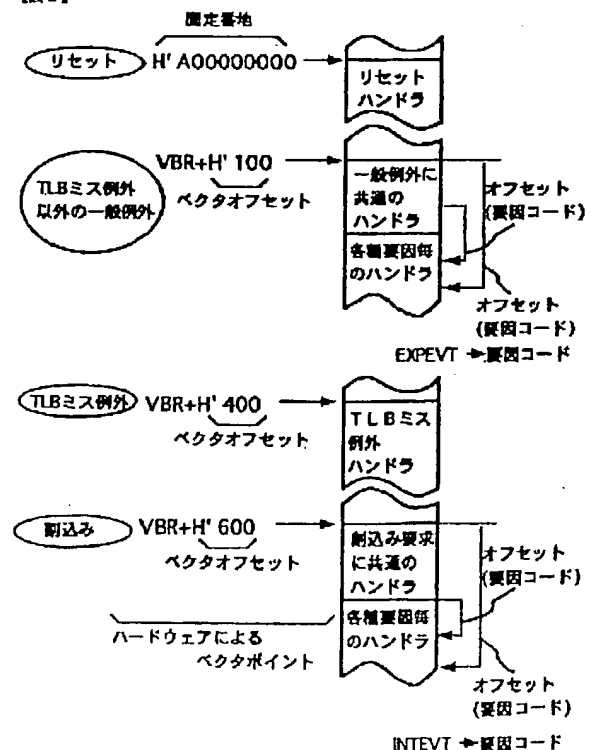 固定番地
リセット H' A00000000
リセット
ハンドラ
TLBミス例外
以外の一般例外
VBR+H' 100
ベクタオフセット
一般例外に
共通の
ハンドラ
各種要因毎
のハンドラ
オフセット
(要因コード)
オフセット
(要因コード)
EXPEVT → 要因コード
TLBミス例外 VBR+H' 400
ベクタオフセット
TLBミス
例外
ハンドラ
割込み VBR+H' 600
ベクタオフセット
割込み要求
に共通の
ハンドラ
各種要因毎
のハンドラ
オフセット
(要因コード)
ハードウェアによる
ベクタポイント
オフセット
(要因コード)
INTEVT → 要因コード